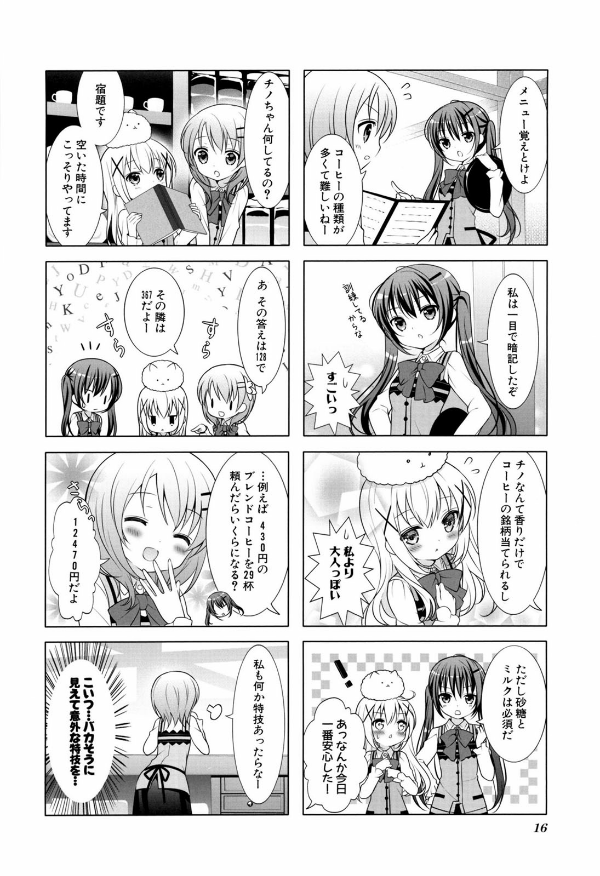 メニュー覚えとけよ
コーヒーの種類が
多くて難しいねー
私は一目で暗記したぞ
訓練してる
からな
すごいっ
チノなんて香りだけで
コーヒーの銘柄当てられるし
私より
大人っぽい
ただし砂糖と
ミルクは必須だ
!
あっなんか今日
一番安心した!
チノちゃん何してるの?
宿題です
空いた時間に
こっそりやってます
あ その答えは128で
その隣は
367だよー
すら
すら
…例えば430円の
ブレンドコーヒーを29杯
頼んだらいくらになる?
12470円だよ
さらっ
私も何か特技あったらなー
こいつ…バカそうに
見えて意外な特技を…
16